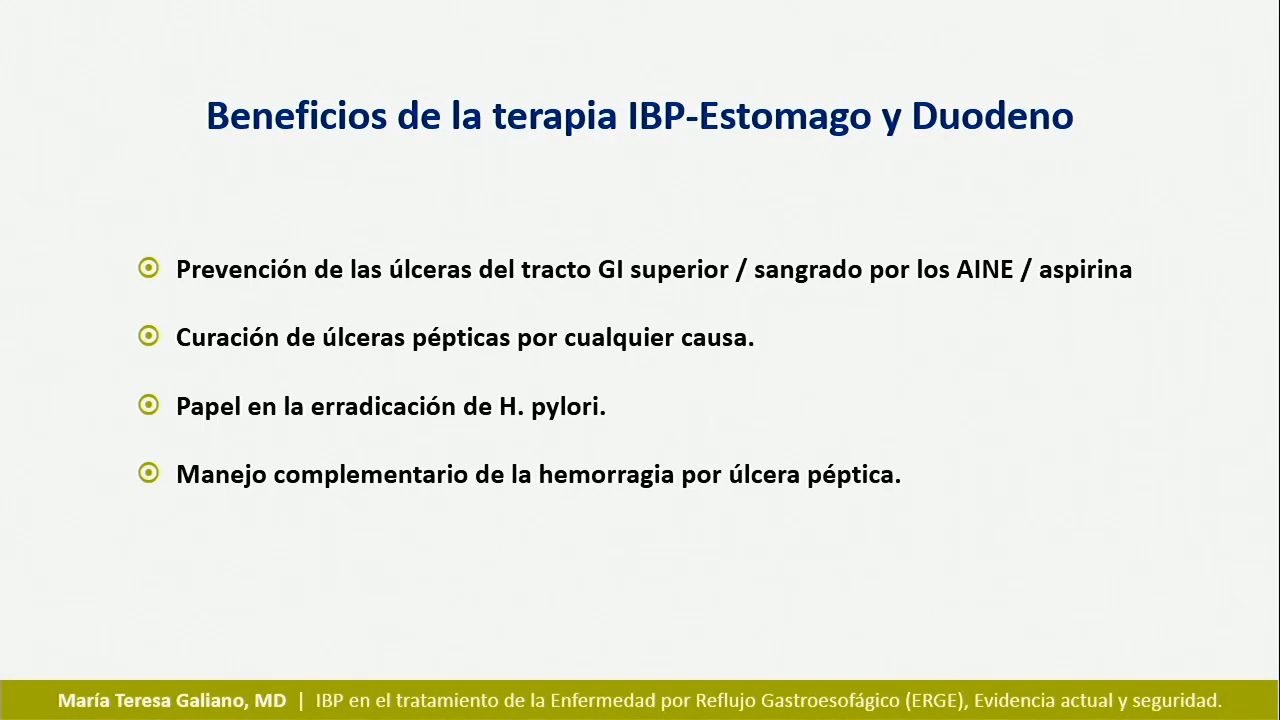 Beneficios de la terapia IBP-Estomago y Duodeno
Prevención de las úlceras del tracto GI superior / sangrado por los AINE / aspirina
Curación de úlceras pépticas por cualquier causa.
Papel en la erradicación de H. pylori.
Manejo complementario de la hemorragia por úlcera péptica.
María Teresa Galiano, MD | IBP en el tratamiento de la Enfermedad por Reflujo Gastroesofágico (ERGE), Evidencia actual y seguridad.